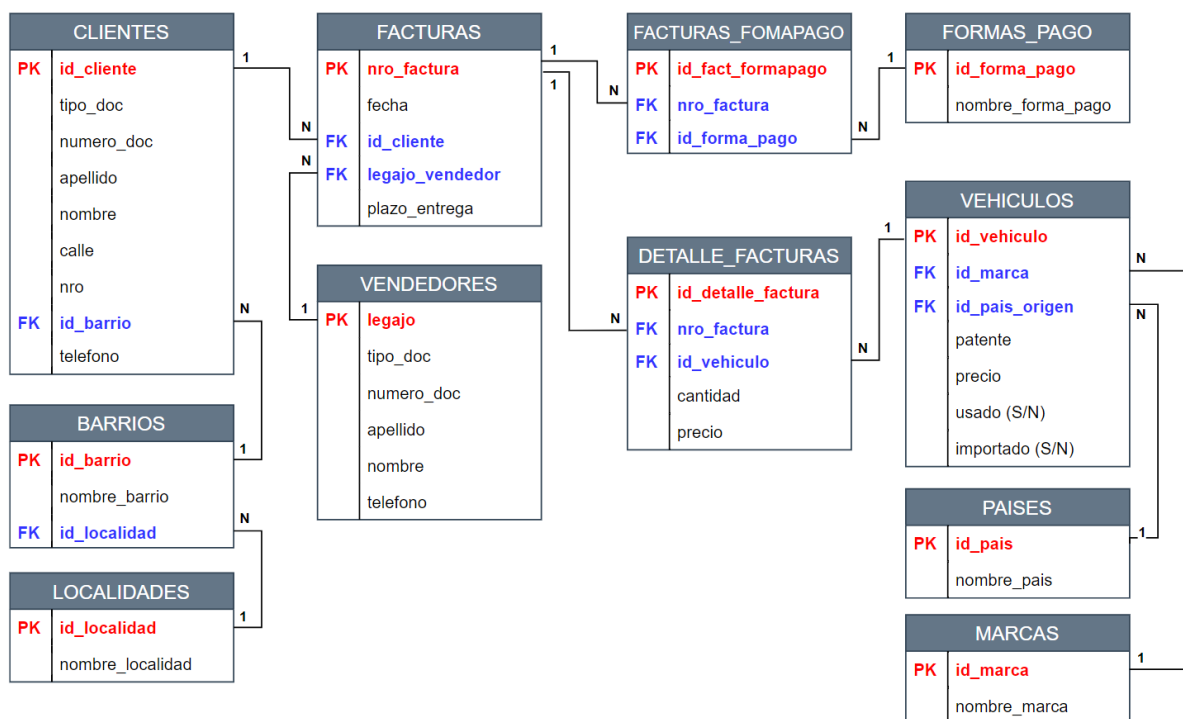 CLIENTES
PK id_cliente
tipo_doc
numero_doc
apellido
nombre
calle
nro
FK id_barrio
telefono
BARRIOS
PK id_barrio
nombre_barrio
FK id_localidad
LOCALIDADES
PK id_localidad
nombre_localidad
1
N
N
1
N
1
FACTURAS
PK nro_factura
fecha
FK id_cliente
FK legajo_vendedor
plazo_entrega
N
1
VENDEDORES
PK legajo
tipo_doc
numero_doc
apellido
nombre
telefono
1
1
N
N
FACTURAS_FOMAPAGO
PK id_fact_formapago
FK nro_factura
FK id_forma_pago
DETALLE_FACTURAS
PK id_detalle_factura
FK nro_factura
FK id_vehiculo
cantidad
precio
1
N
1
N
FORMAS_PAGO
PK id_forma_pago
nombre_forma_pago
VEHICULOS
PK id_vehiculo
FK id_marca
FK id_pais_origen
patente
precio
usado (S/N)
importado (S/N)
N
N
1
1
PAISES
PK id_pais
nombre_pais
MARCAS
PK id_marca
nombre_marca